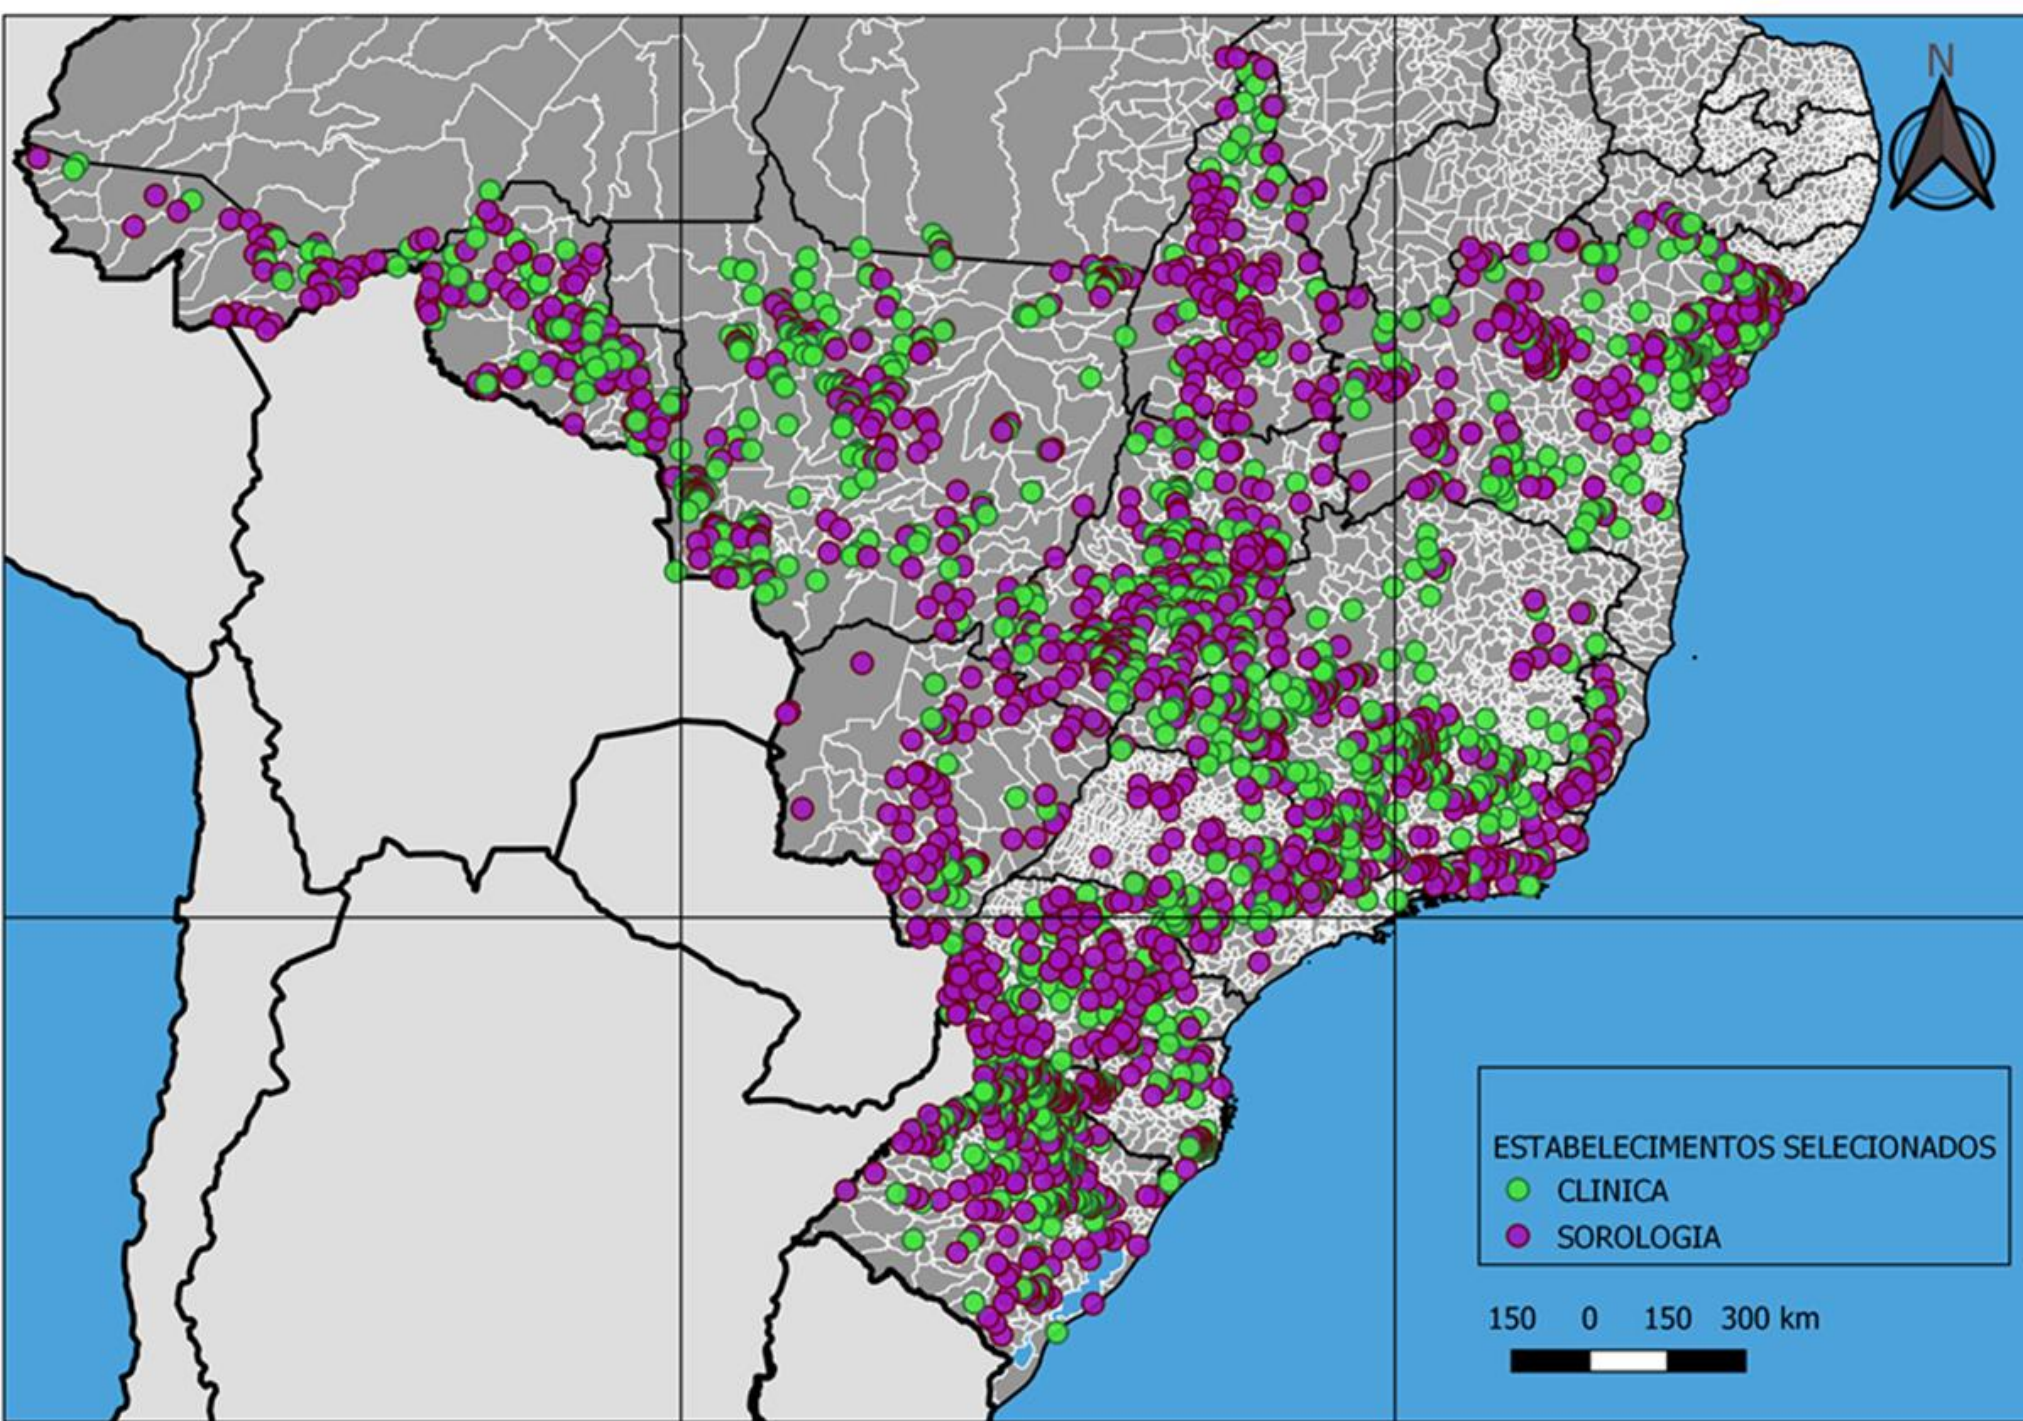 N
ESTABELECIMENTOS SELECIONADOS
CLINICA
SOROLOGIA
150 0 150 300 km